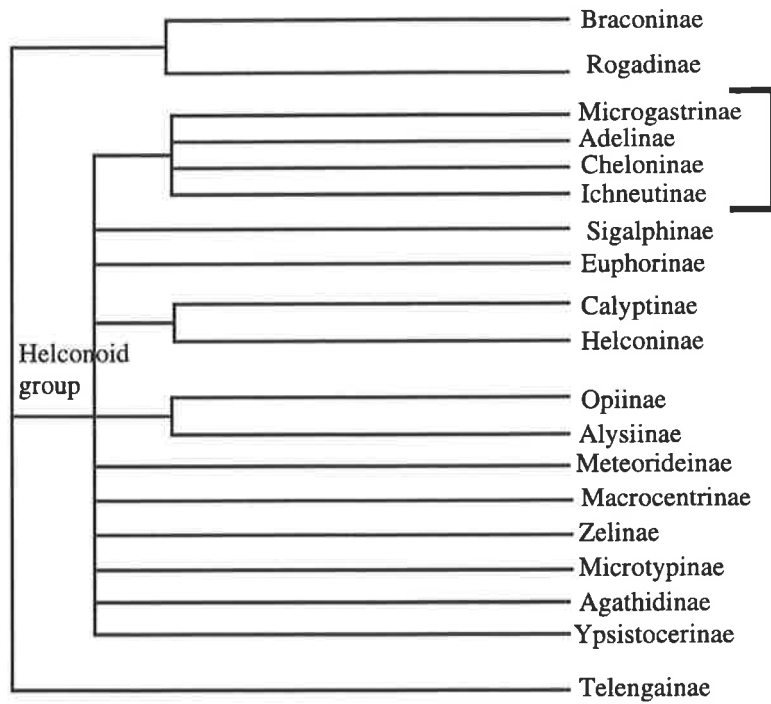 Braconinae
Rogadinae
Microgastrinae
Adelinae
Cheloninae
Ichneutinae
Sigalphinae
Euphorinae
Calyptinae
Helconinae
Helconoid
group
Opiinae
Alysiinae
Meteorideinae
Macrocentrinae
Zelinae
Microtypinae
Agathidinae
Ypsistocerinae
Telengainae